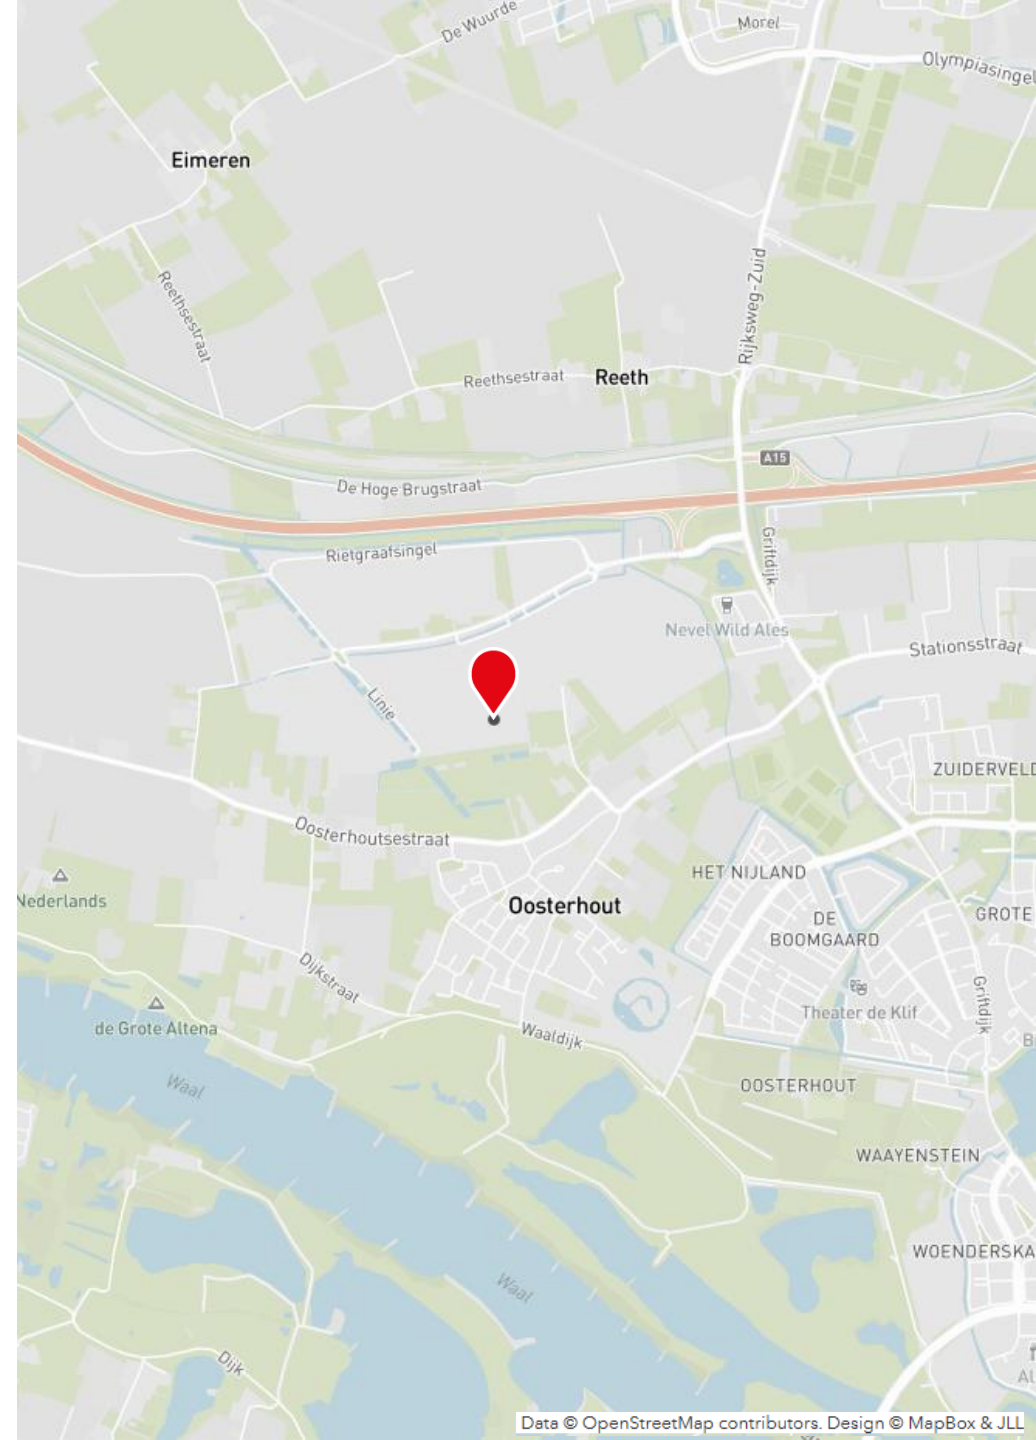 De Wuurde
Morel
Olympiasingel
Eimeren
Reethsestraat
Rijksweg-Zuid
Reethsestraat
Reeth
A15
De Hoge Brugstraat
Rietgraafsingel
Griftdijk
Nevel Wild Ales
Stationsstraat
Linie
ZUIDERVELD
Oosterhoutsestraat
HET NIJLAND
Nederlands
Oosterhout
GROTE
DE
BOOMGAARD
Dijkstraat
Griftdijk
de Grote Altena
Theater de Klif
Waaldijk
B
Waal
OOSTERHOUT
WAAYENSTEIN
WOENDERSKA
Waal
Dijk
Al
Data © OpenStreetMap contributors. Design © MapBox & JLL